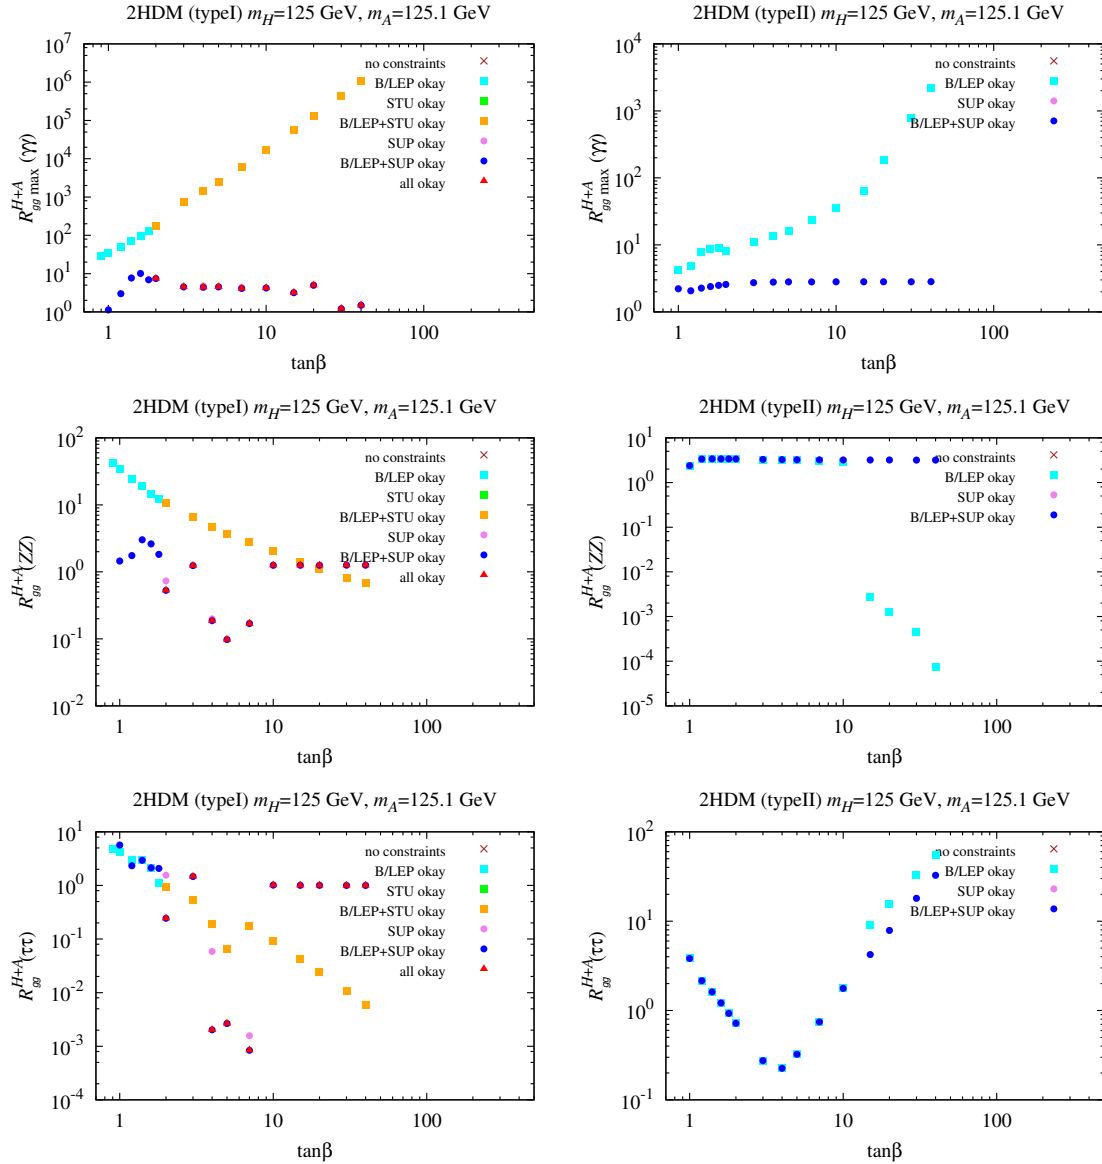 2HDM (typeI) m_H=125 GeV, m_A=125.1 GeV
R^{H+A}_{gg max} (γγ)
10^7
10^6
10^5
10^4
10^3
10^2
10^1
10^0
no constraints
B/LEP okay
STU okay
B/LEP+STU okay
SUP okay
B/LEP+SUP okay
all okay
1 10 100
tanβ
2HDM (typeII) m_H=125 GeV, m_A=125.1 GeV
R^{H+A}_{gg max} (γγ)
10^4
10^3
10^2
10^1
10^0
no constraints
B/LEP okay
SUP okay
B/LEP+SUP okay
1 10 100
tanβ
2HDM (typeI) m_H=125 GeV, m_A=125.1 GeV
R^{H+A}_{gg}(ZZ)
10^2
10^1
10^0
10^-1
10^-2
no constraints
B/LEP okay
STU okay
B/LEP+STU okay
SUP okay
B/LEP+SUP okay
all okay
1 10 100
tanβ
2HDM (typeII) m_H=125 GeV, m_A=125.1 GeV
R^{H+A}_{gg}(ZZ)
10^1
10^0
10^-1
10^-2
10^-3
10^-4
10^-5
no constraints
B/LEP okay
SUP okay
B/LEP+SUP okay
1 10 100
tanβ
2HDM (typeI) m_H=125 GeV, m_A=125.1 GeV
R^{H+A}_{gg}(ττ)
10^1
10^0
10^-1
10^-2
10^-3
10^-4
no constraints
B/LEP okay
STU okay
B/LEP+STU okay
SUP okay
B/LEP+SUP okay
all okay
1 10 100
tanβ
2HDM (typeII) m_H=125 GeV, m_A=125.1 GeV
R^{H+A}_{gg}(ττ)
10^2
10^1
10^0
10^-1
no constraints
B/LEP okay
SUP okay
B/LEP+SUP okay
1 10 100
tanβ